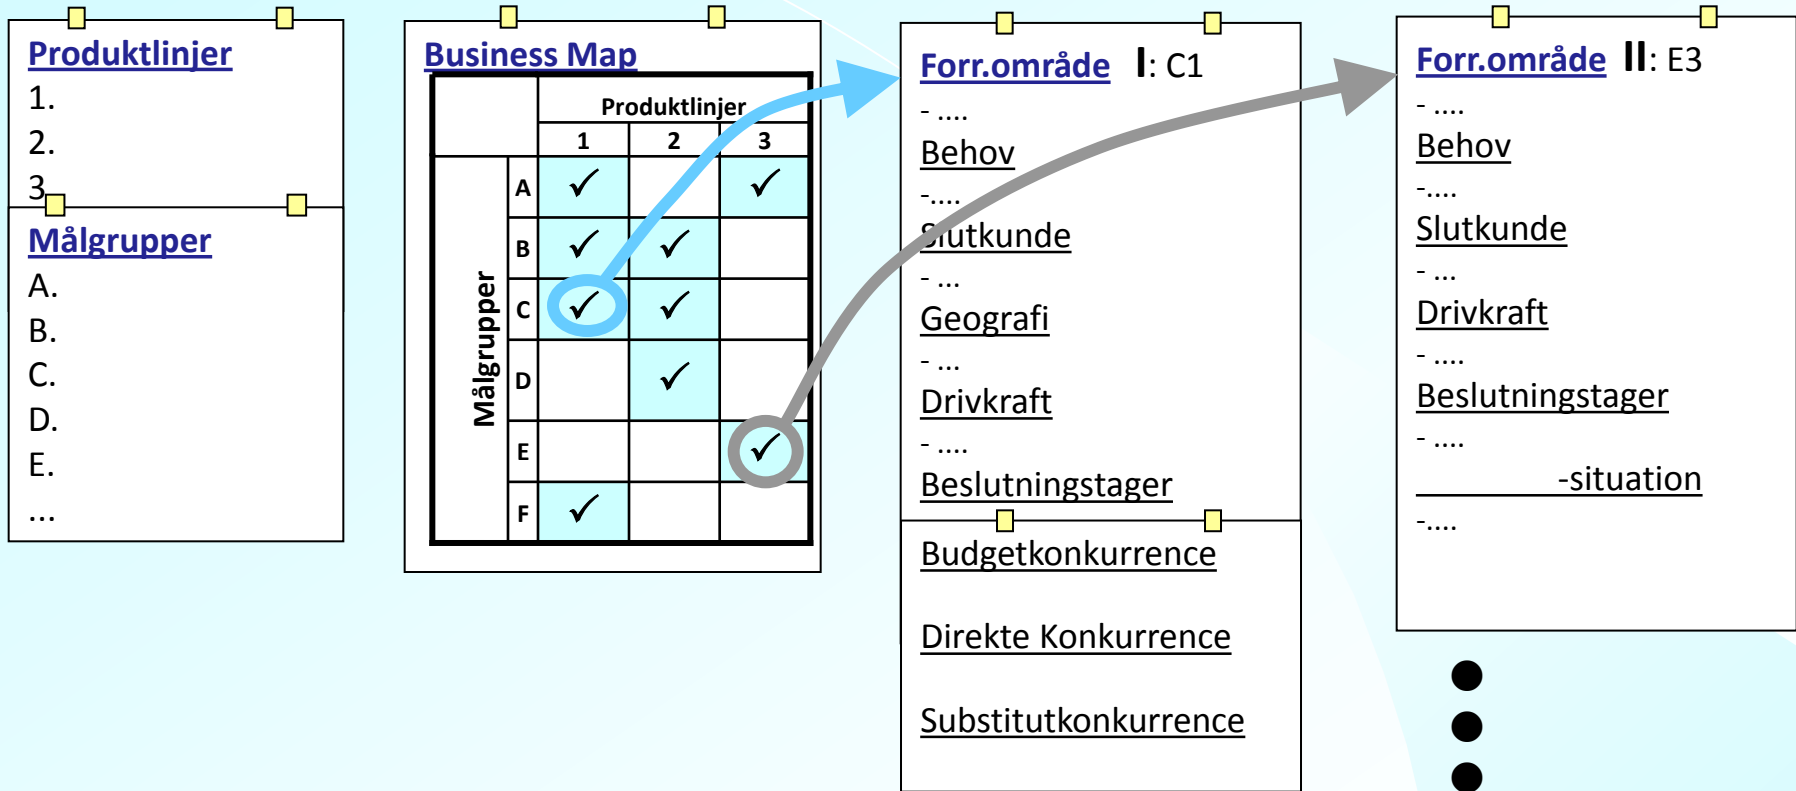 Produktlinjer
1.
2.
3
Målgrupper
A.
B.
C.
D.
E.
...
Business Map
Produktlinjer
1 2 3
Målgrupper
A ✓ ✓
B ✓ ✓
C ✓ ✓
D ✓
E ✓
F ✓
Forr.område I: C1
- ....
Behov
-....
Slutkunde
- ...
Geografi
- ...
Drivkraft
- ....
Beslutningstager
Budgetkonkurrence
Direkte Konkurrence
Substitutkonkurrence
Forr.område II: E3
- ....
Behov
-....
Slutkunde
- ...
Drivkraft
- ....
Beslutningstager
- ....
-situation
-....